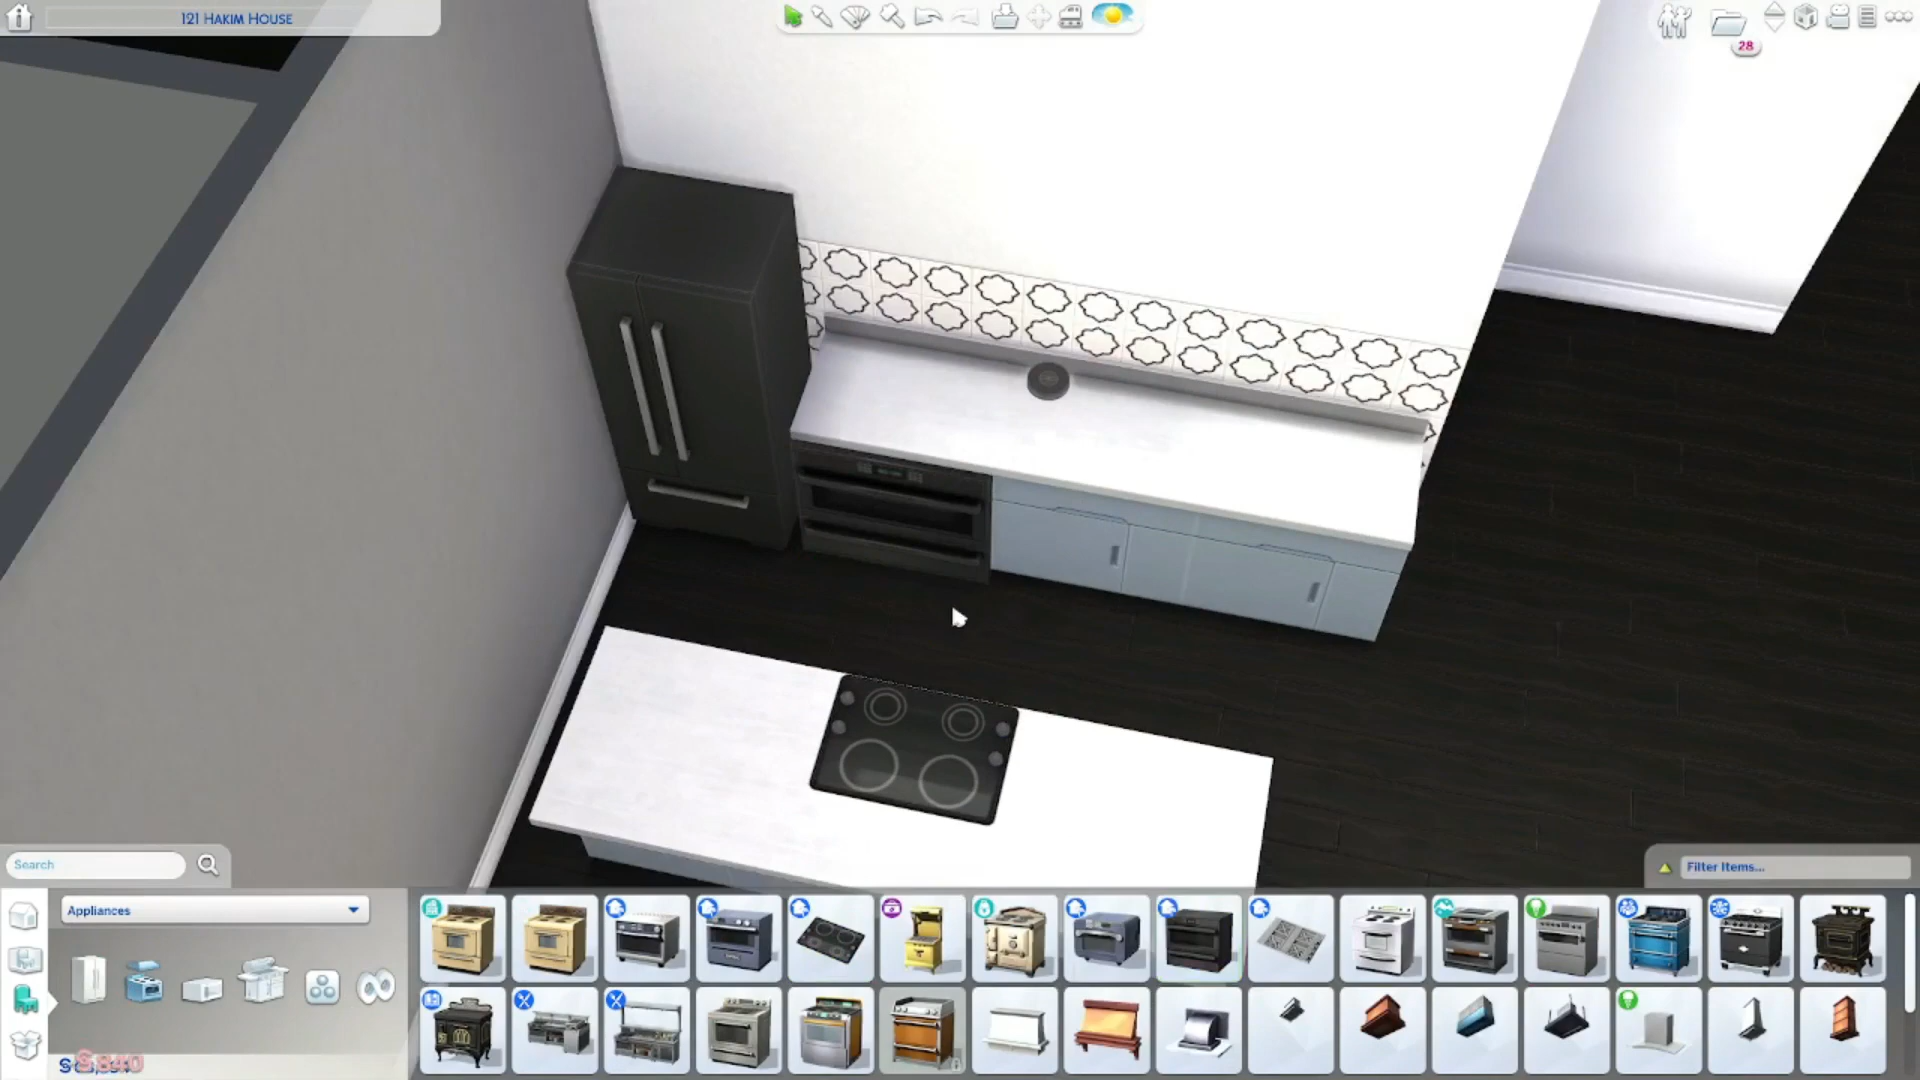 121 Hakim House
28
Search
Filter Items...
Appliances